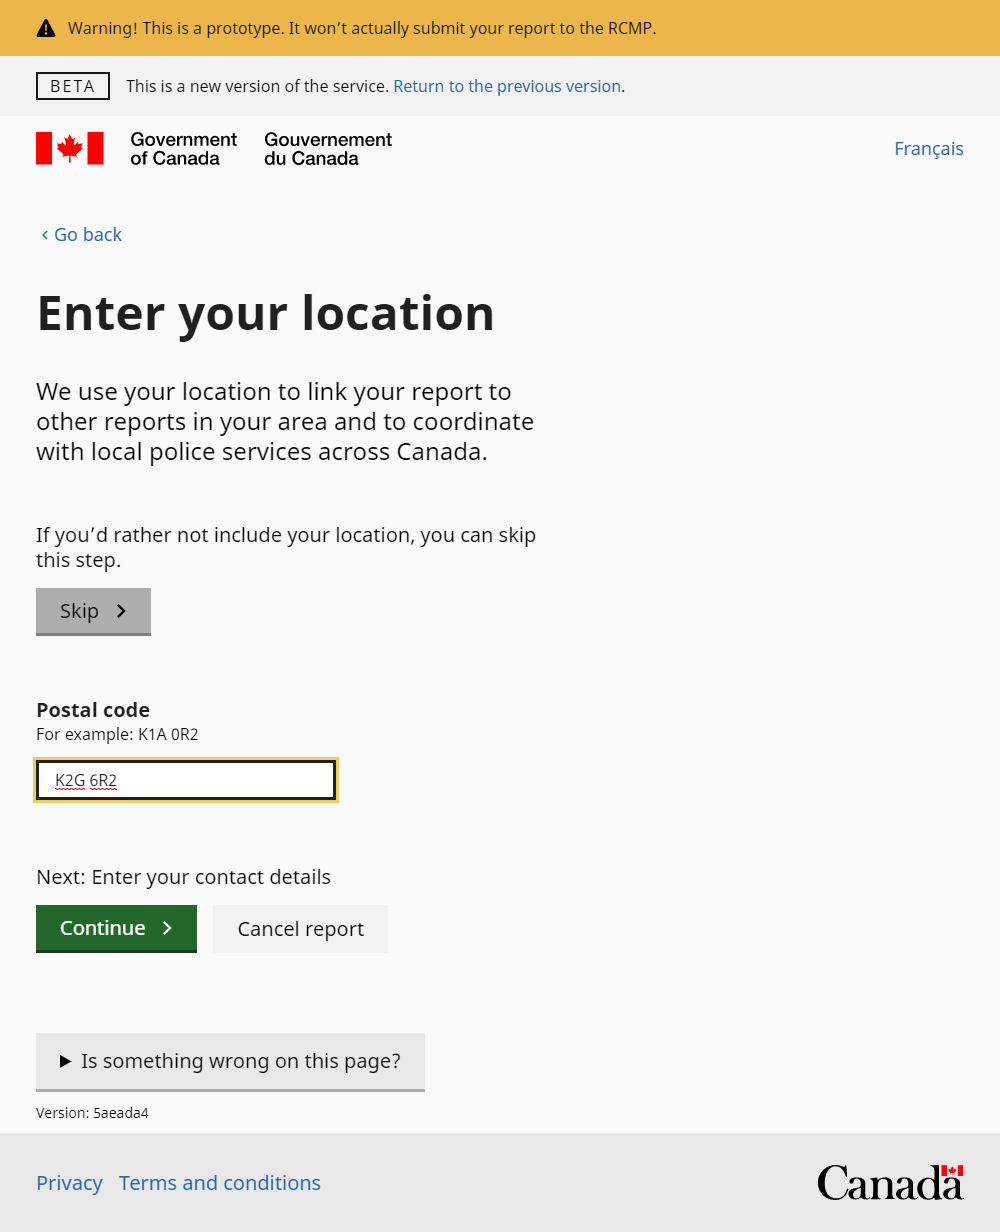 Warning! This is a prototype. It won’t actually submit your report to the RCMP.
BETA This is a new version of the service. Return to the previous version.
Government of Canada
Gouvernement du Canada
Français
Go back
Enter your location
We use your location to link your report to
other reports in your area and to coordinate
with local police services across Canada.
If you’d rather not include your location, you can skip
this step.
Skip
Postal code
For example: K1A 0R2
K2G 6R2
Next: Enter your contact details
Continue Cancel report
Is something wrong on this page?
Version: 5aeada4
Privacy Terms and conditions
Canada